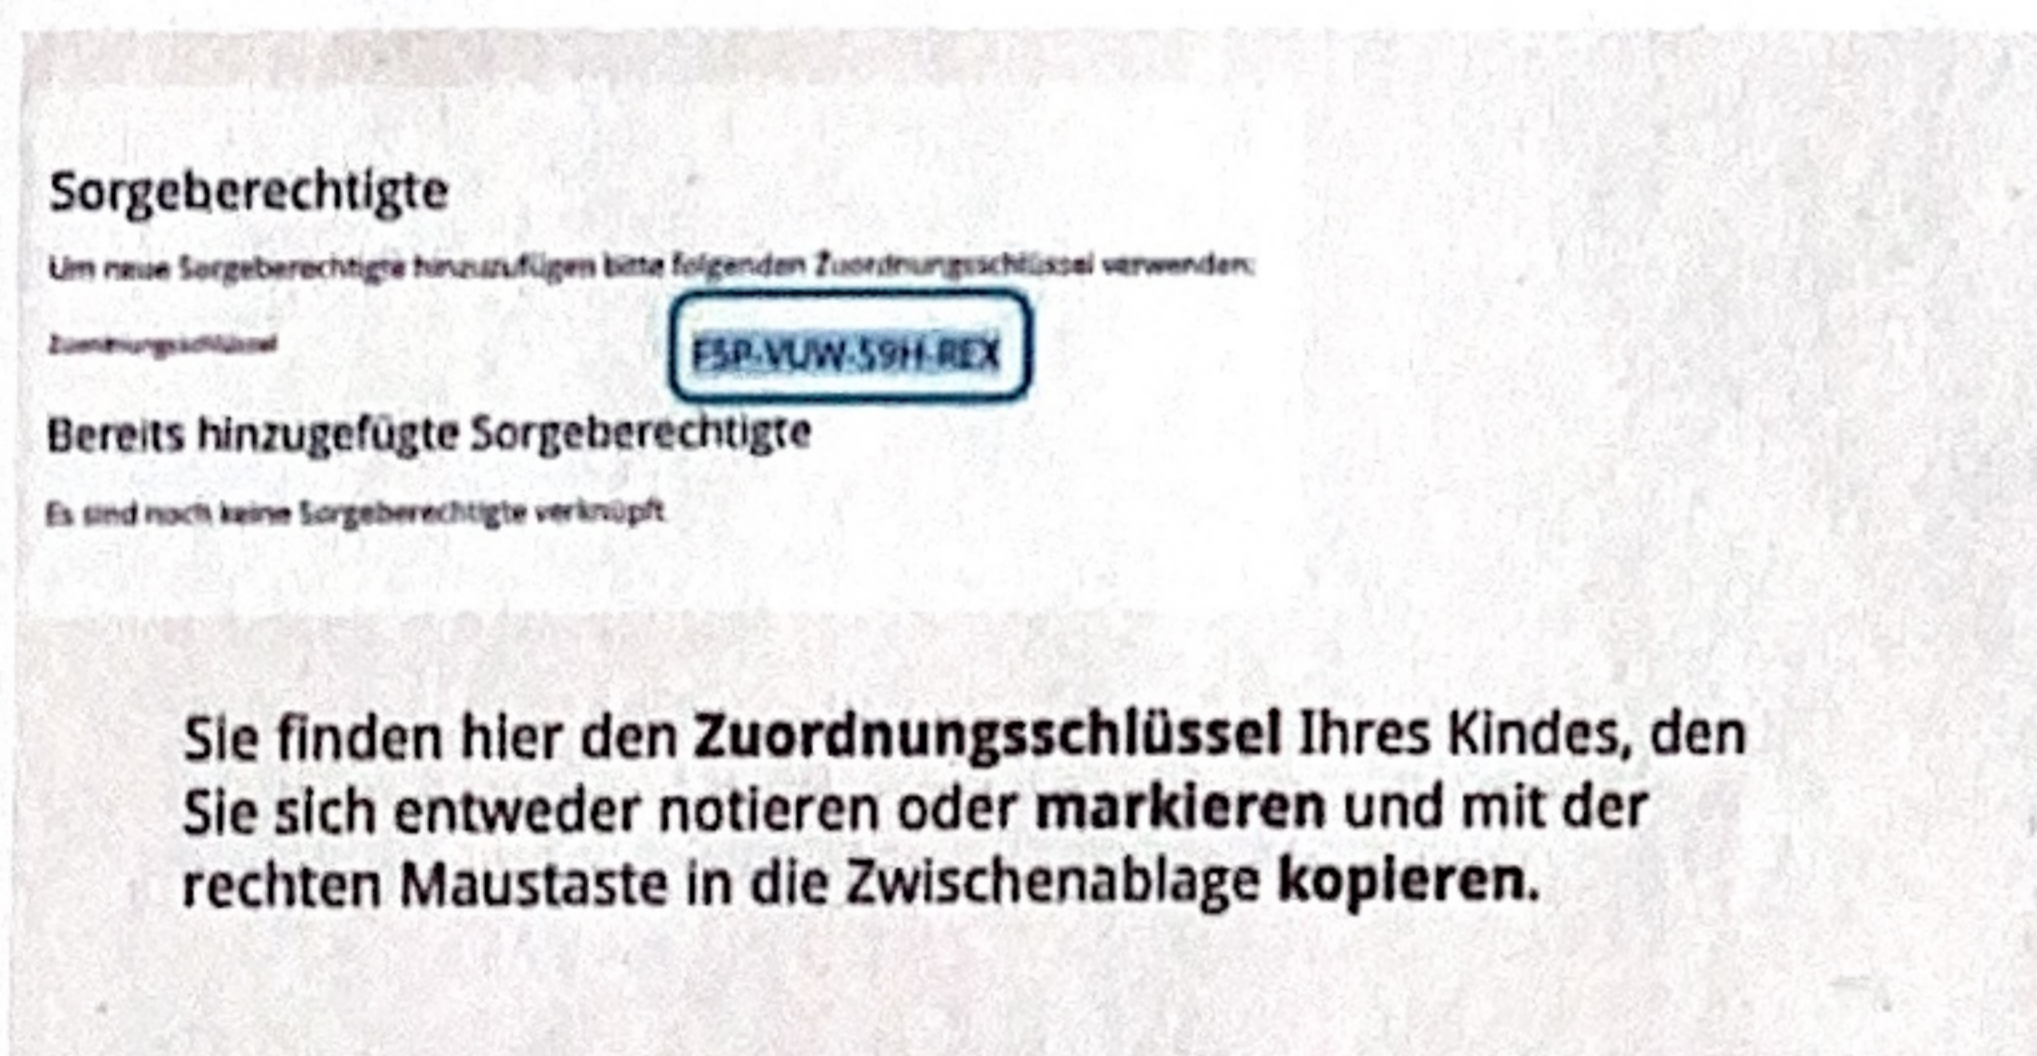 Sorgeberechtigte
Um neue Sorgeberechtigte hinzuzufügen bitte folgenden Zuordnungsschlüssel verwenden:
Zuordnungsschlüssel
F5P-VUW-S9H-REX
Bereits hinzugefügte Sorgeberechtigte
Es sind noch keine Sorgeberechtigte verknüpft
Sie finden hier den Zuordnungsschlüssel Ihres Kindes, den
Sie sich entweder notieren oder markieren und mit der
rechten Maustaste in die Zwischenablage kopieren.